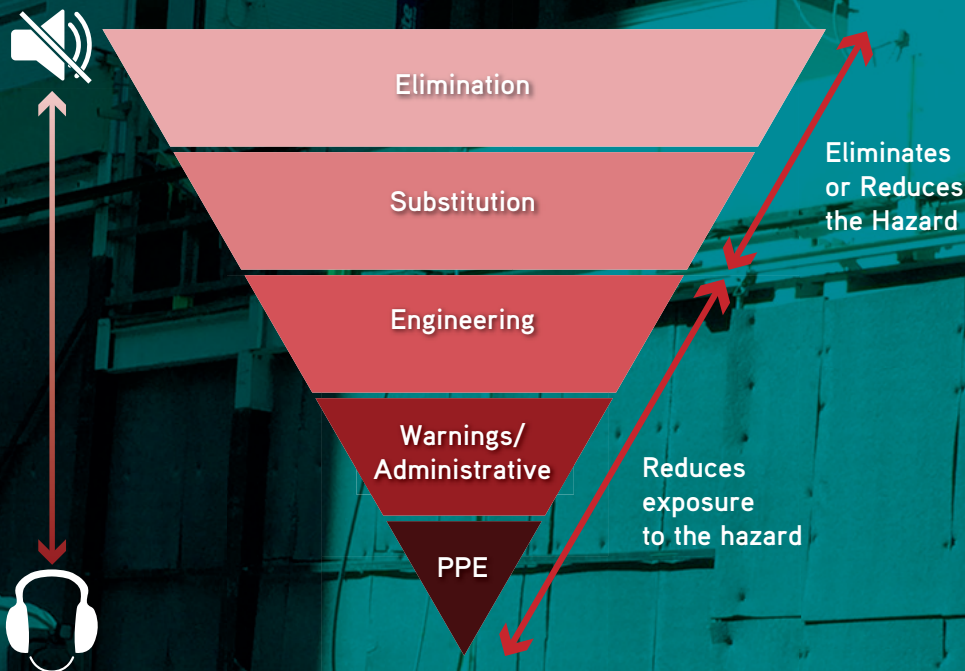 Elimination
Substitution
Engineering
Warnings/
Administrative
PPE
Eliminates
or Reduces
the Hazard
Reduces
exposure
to the hazard